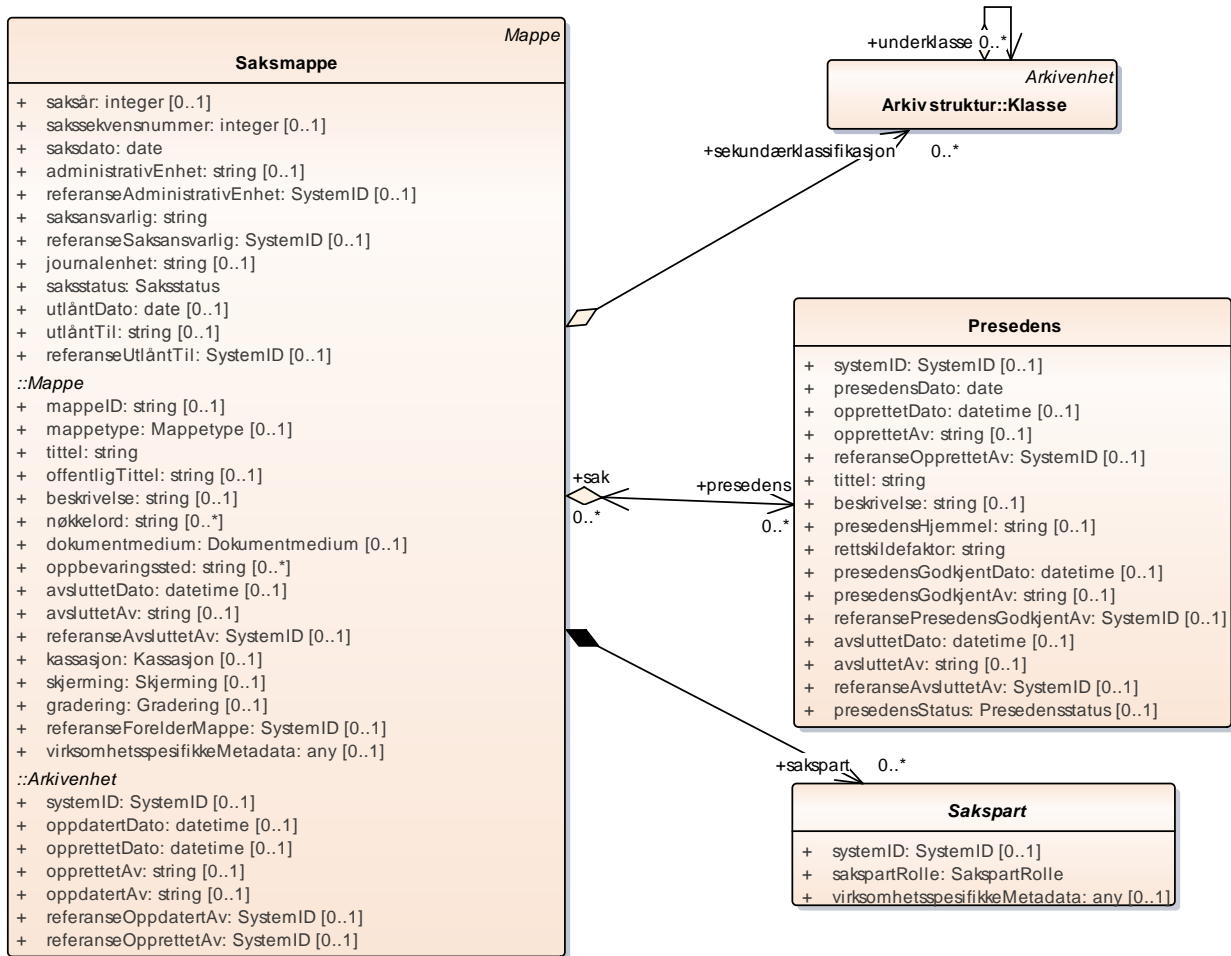 Mappe
Saksmappe
+ saksår: integer [0..1]
+ sakssekvensnummer: integer [0..1]
+ saksdato: date
+ administrativEnhet: string [0..1]
+ referanseAdministrativEnhet: SystemID [0..1]
+ saksansvarlig: string
+ referanseSaksansvarlig: SystemID [0..1]
+ journalenhet: string [0..1]
+ saksstatus: Saksstatus
+ utlåntDato: date [0..1]
+ utlåntTil: string [0..1]
+ referanseUtlåntTil: SystemID [0..1]
::Mappe
+ mappeID: string [0..1]
+ mappetype: Mappetype [0..1]
+ tittel: string
+ offentligTittel: string [0..1]
+ beskrivelse: string [0..1]
+ nøkkelord: string [0..*]
+ dokumentmedium: Dokumentmedium [0..1]
+ oppbevaringssted: string [0..*]
+ avsluttetDato: datetime [0..1]
+ avsluttetAv: string [0..1]
+ referanseAvsluttetAv: SystemID [0..1]
+ kassasjon: Kassasjon [0..1]
+ skjerming: Skjerming [0..1]
+ gradering: Gradering [0..1]
+ referanseForelderMappe: SystemID [0..1]
+ virksomhetsspesifikkeMetadata: any [0..1]
::Arkivenhet
+ systemID: SystemID [0..1]
+ oppdatertDato: datetime [0..1]
+ opprettetDato: datetime [0..1]
+ opprettetAv: string [0..1]
+ oppdatertAv: string [0..1]
+ referanseOppdatertAv: SystemID [0..1]
+ referanseOpprettetAv: SystemID [0..1]
+underklasse 0..*
Arkivenhet
Arkivstruktur::Klasse
+sekundærklassifikasjon 0..*
+sak
0..*
+presedens
0..*
Presedens
+ systemID: SystemID [0..1]
+ presedensDato: date
+ opprettetDato: datetime [0..1]
+ opprettetAv: string [0..1]
+ referanseOpprettetAv: SystemID [0..1]
+ tittel: string
+ beskrivelse: string [0..1]
+ presedensHjemmel: string [0..1]
+ rettskildefaktor: string
+ presedensGodkjentDato: datetime [0..1]
+ presedensGodkjentAv: string [0..1]
+ referansePresedensGodkjentAv: SystemID [0..1]
+ avsluttetDato: datetime [0..1]
+ avsluttetAv: string [0..1]
+ referanseAvsluttetAv: SystemID [0..1]
+ presedensStatus: Presedensstatus [0..1]
+sakspart 0..*
Sakspart
+ systemID: SystemID [0..1]
+ sakspartRolle: SakspartRolle
+ virksomhetsspesifikkeMetadata: any [0..1]